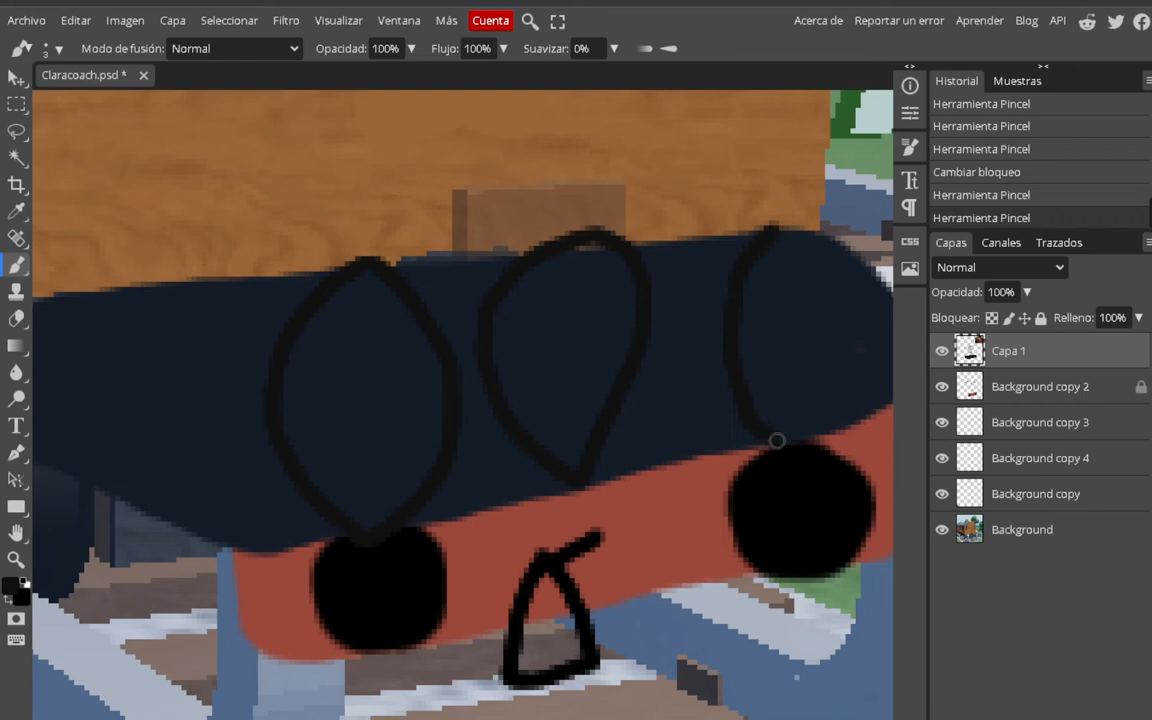 Archivo Editar Imagen Capa Seleccionar Filtro Visualizar Ventana Más Cuenta Acerca de Reportar un error Aprender Blog API
3 Modo de fusión: Normal Opacidad: 100% Flujo: 100% Suavizar: 0%
Claracoach.psd *
Historial Muestras
Herramienta Pincel
Herramienta Pincel
Herramienta Pincel
Cambiar bloqueo
Herramienta Pincel
Herramienta Pincel
Capas Canales Trazados
Normal
Opacidad: 100%
Bloquear: Relleno: 100%
Capa 1
Background copy 2
Background copy 3
Background copy 4
Background copy
Background
CSS